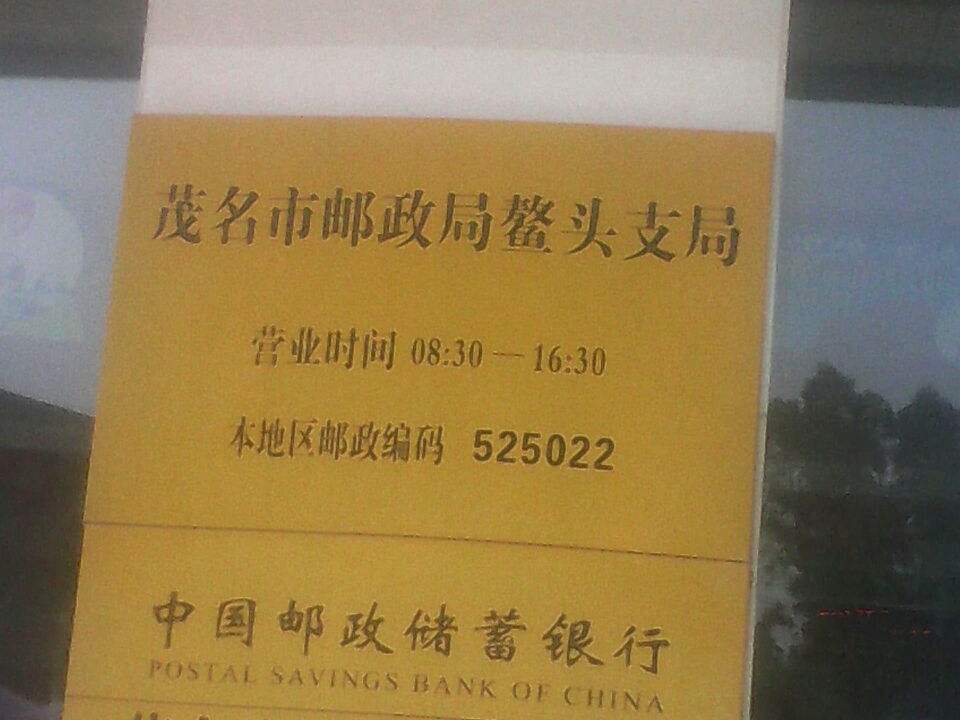 茂名市邮政局鳌头支局
营业时间 08:30—16:30
本地区邮政编码 525022
中国邮政储蓄银行
POSTAL SAVINGS BANK OF CHINA